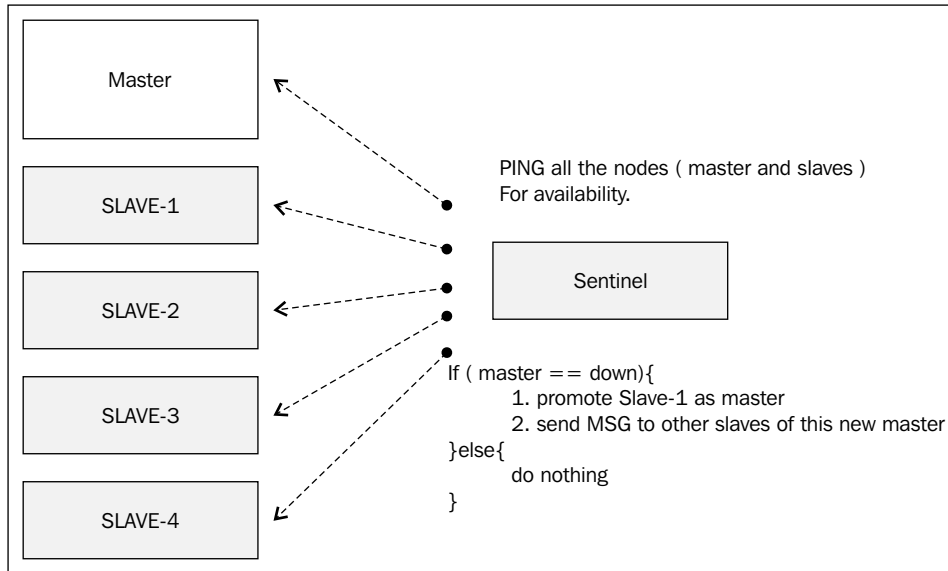 Master
SLAVE-1
SLAVE-2
SLAVE-3
SLAVE-4
PING all the nodes ( master and slaves )
For availability.
Sentinel
If ( master == down){
1. promote Slave-1 as master
2. send MSG to other slaves of this new master
}else{
do nothing
}